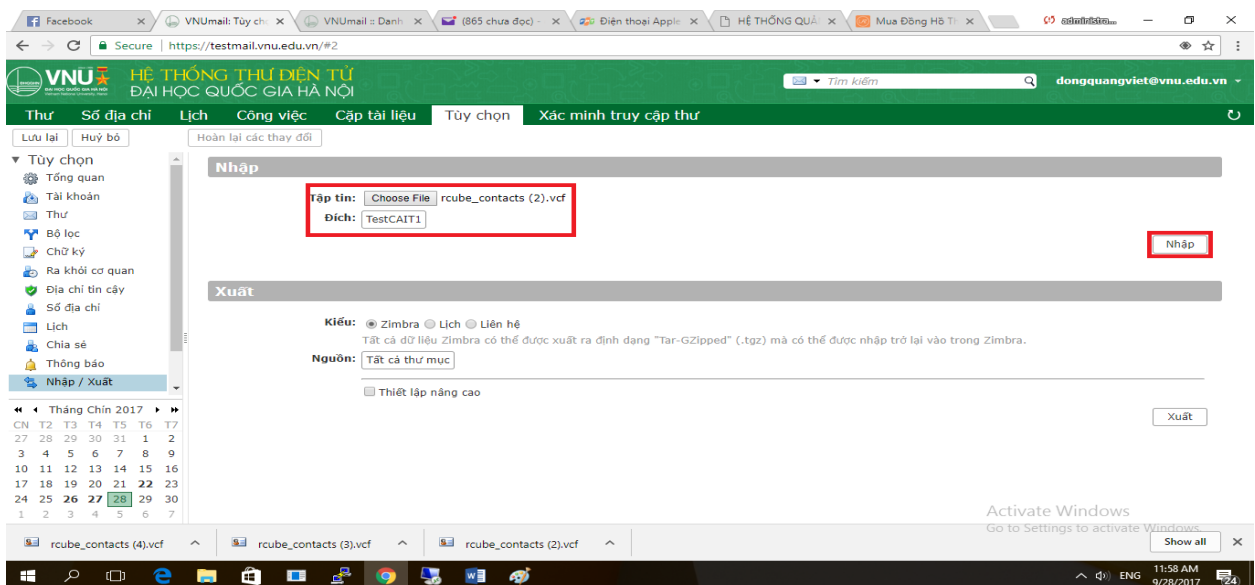 Facebook
VNUmail: Tùy chọ
VNUmail :: Danh
(865 chưa đọc) -
Điện thoại Apple
HỆ THỐNG QUẢ
Mua Đồng Hồ Th
administra...
Secure
https://testmail.vnu.edu.vn/#2
VNU
ĐẠI HỌC QUỐC GIA HÀ NỘI
HỆ THỐNG THƯ ĐIỆN TỬ
ĐẠI HỌC QUỐC GIA HÀ NỘI
Tìm kiếm
dongquangviet@vnu.edu.vn
Thư Sổ địa chỉ Lịch Công việc Cặp tài liệu Tùy chọn Xác minh truy cập thư
Lưu lại Huỷ bỏ Hoàn lại các thay đổi
Tùy chọn
Tổng quan
Tài khoản
Thư
Bộ lọc
Chữ ký
Ra khỏi cơ quan
Địa chỉ tin cậy
Sổ địa chỉ
Lịch
Chia sẻ
Thông báo
Nhập / Xuất
Nhập
Tập tin: Choose File rcube_contacts (2).vcf
Đích: TestCAIT1
Nhập
Xuất
Kiểu: Zimbra Lịch Liên hệ
Tất cả dữ liệu Zimbra có thể được xuất ra định dạng "Tar-GZipped" (.tgz) mà có thể được nhập trở lại vào trong Zimbra.
Nguồn: Tất cả thư mục
Thiết lập nâng cao
Xuất
Tháng Chín 2017
CN T2 T3 T4 T5 T6 T7
27 28 29 30 31 1 2
3 4 5 6 7 8 9
10 11 12 13 14 15 16
17 18 19 20 21 22 23
24 25 26 27 28 29 30
1 2 3 4 5 6 7
Activate Windows
Go to Settings to activate Windows.
rcube_contacts (4).vcf
rcube_contacts (3).vcf
rcube_contacts (2).vcf
Show all
ENG
11:58 AM
9/28/2017
24